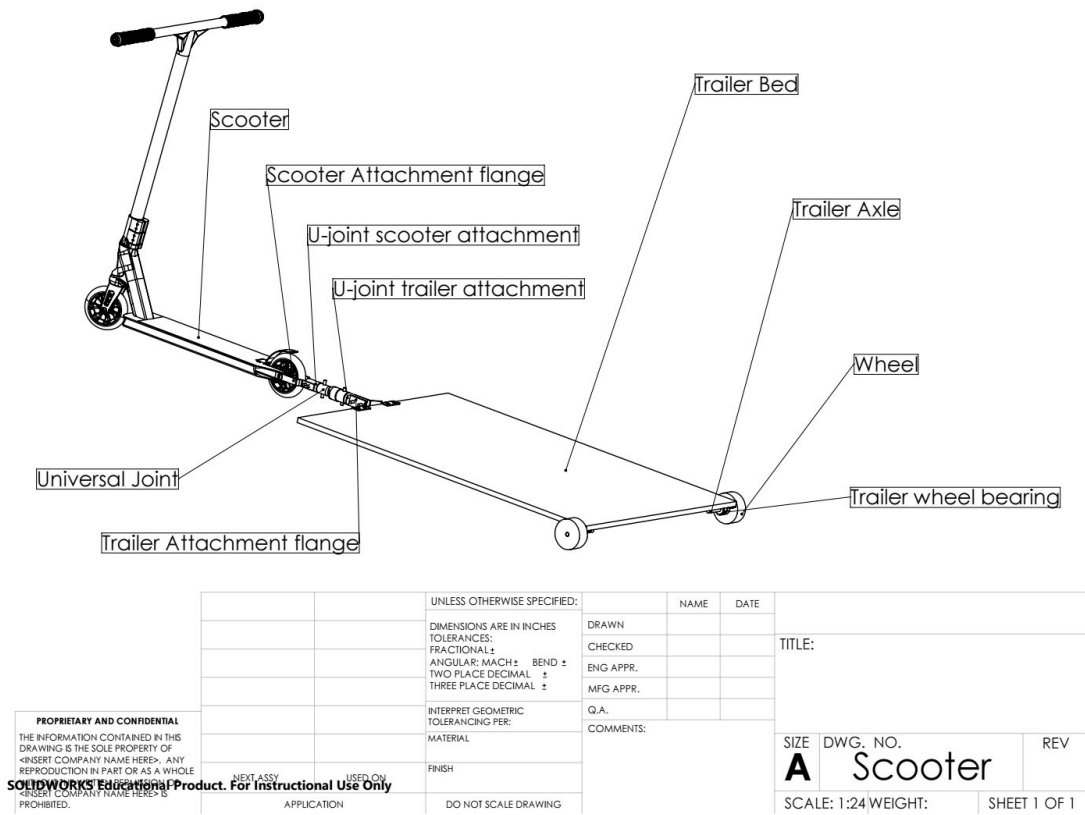 Trailer Bed
Scooter
Scooter Attachment flange
Trailer Axle
U-joint scooter attachment
U-joint trailer attachment
Wheel
Universal Joint
Trailer wheel bearing
Trailer Attachment flange
UNLESS OTHERWISE SPECIFIED:
DIMENSIONS ARE IN INCHES
TOLERANCES:
FRACTIONAL±
ANGULAR: MACH± BEND ±
TWO PLACE DECIMAL ±
THREE PLACE DECIMAL ±
INTERPRET GEOMETRIC
TOLERANCING PER:
MATERIAL
FINISH
DO NOT SCALE DRAWING
NAME DATE
DRAWN
CHECKED
ENG APPR.
MFG APPR.
Q.A.
COMMENTS:
TITLE:
SIZE DWG. NO. REV
A Scooter
SCALE: 1:24 WEIGHT: SHEET 1 OF 1
PROPRIETARY AND CONFIDENTIAL
THE INFORMATION CONTAINED IN THIS
DRAWING IS THE SOLE PROPERTY OF
<INSERT COMPANY NAME HERE>. ANY
REPRODUCTION IN PART OR AS A WHOLE
WITHOUT THE WRITTEN PERMISSION OF
<INSERT COMPANY NAME HERE> IS
PROHIBITED.
NEXT ASSY USED ON
APPLICATION
SOLIDWORKS Educational Product. For Instructional Use Only